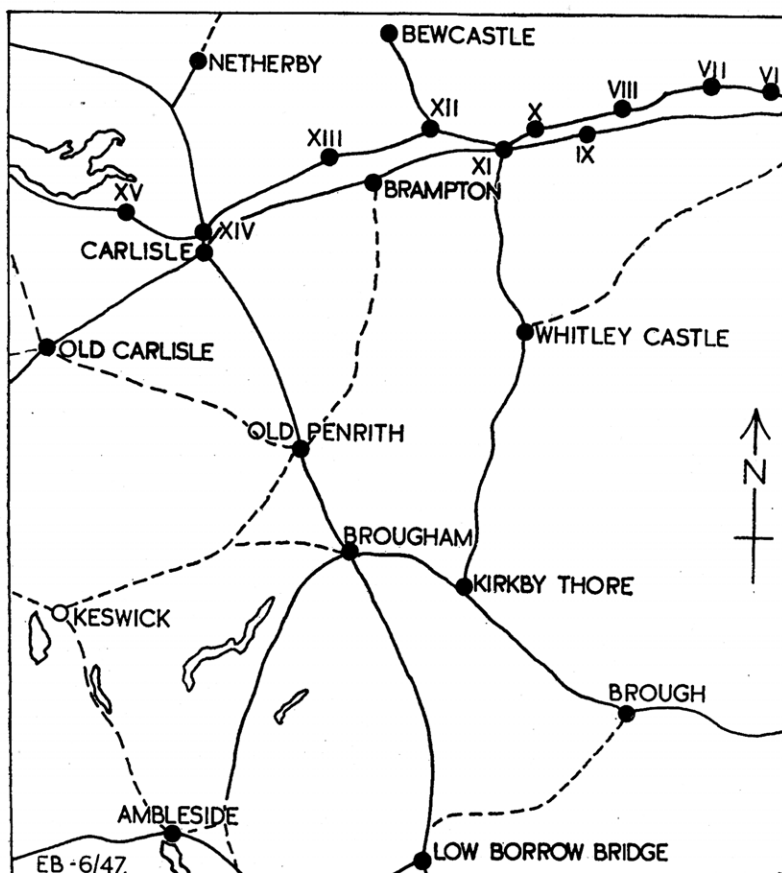 BEWCASTLE
NETHERBY
VII
VI
VIII
XII
X
XIII
XI
IX
BRAMPTON
XV
XIV
CARLISLE
WHITLEY CASTLE
OLD CARLISLE
OLD PENRITH
N
BROUGHAM
KIRKBY THORE
KESWICK
BROUGH
AMBLESIDE
LOW BORROW BRIDGE
EB-6/47.